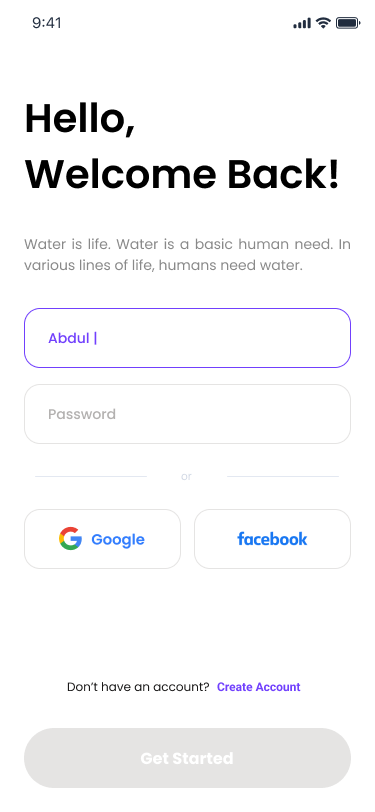 9:41
Hello,
Welcome Back!
Water is life. Water is a basic human need. In
various lines of life, humans need water.
Abdul |
Password
or
Google
facebook
Don’t have an account? Create Account
Get Started